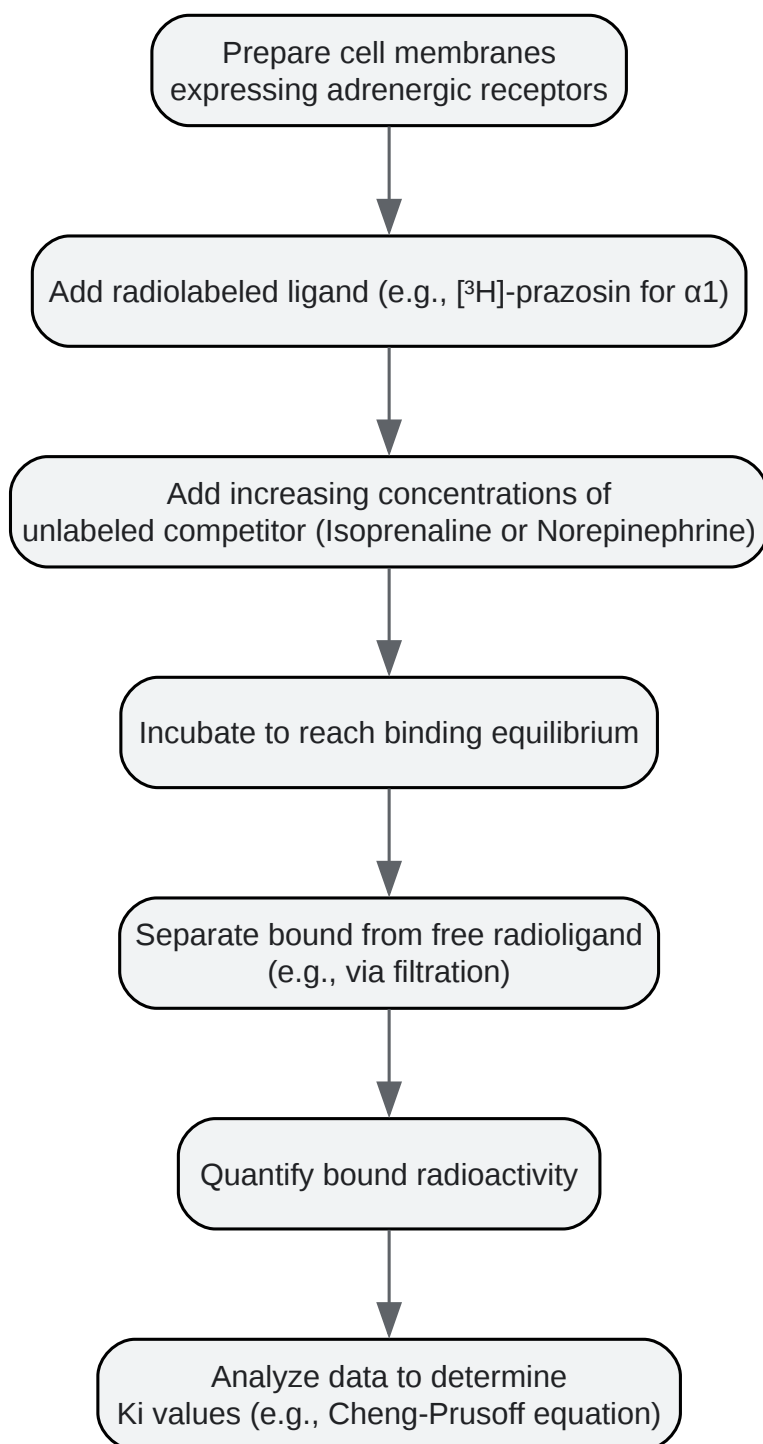 Prepare cell membranes
expressing adrenergic receptors
Add radiolabeled ligand (e.g., [³H]-prazosin for α1)
Add increasing concentrations of
unlabeled competitor (Isoprenaline or Norepinephrine)
Incubate to reach binding equilibrium
Separate bound from free radioligand
(e.g., via filtration)
Quantify bound radioactivity
Analyze data to determine
Ki values (e.g., Cheng-Prusoff equation)